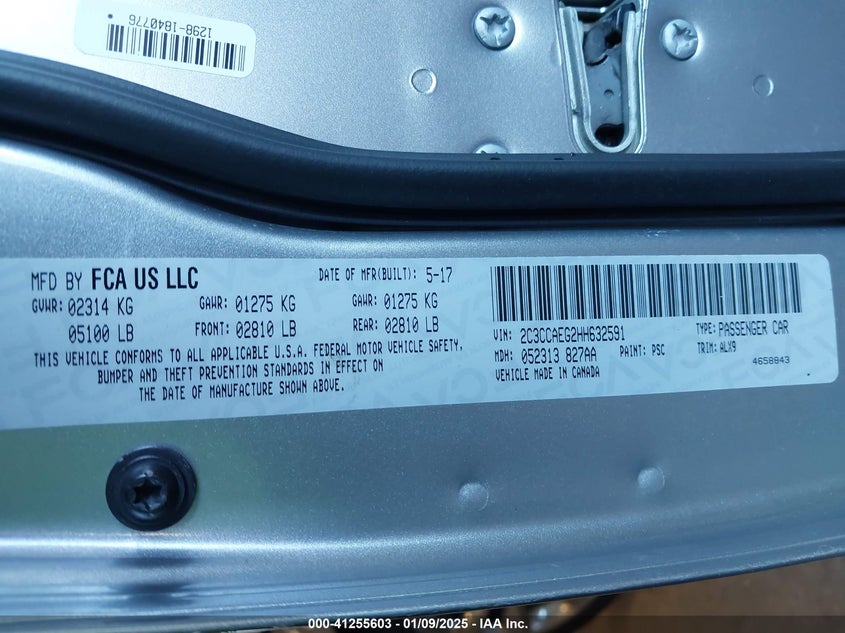 1298-1840776
MFD BY FCA US LLC DATE OF MFR(BUILT): 5-17
GVWR: 02314 KG GAWR: 01275 KG GAWR: 01275 KG
05100 LB FRONT: 02810 LB REAR: 02810 LB
THIS VEHICLE CONFORMS TO ALL APPLICABLE U.S.A. FEDERAL MOTOR VEHICLE SAFETY,
BUMPER AND THEFT PREVENTION STANDARDS IN EFFECT ON
THE DATE OF MANUFACTURE SHOWN ABOVE.
VIN: 2C3CCAEG2HH632591 TYPE: PASSENGER CAR
MDH: 052313 827AA PAINT: PSC TRIM: ALX9
VEHICLE MADE IN CANADA 4658843
000-41255603 - 01/09/2025 - IAA Inc.